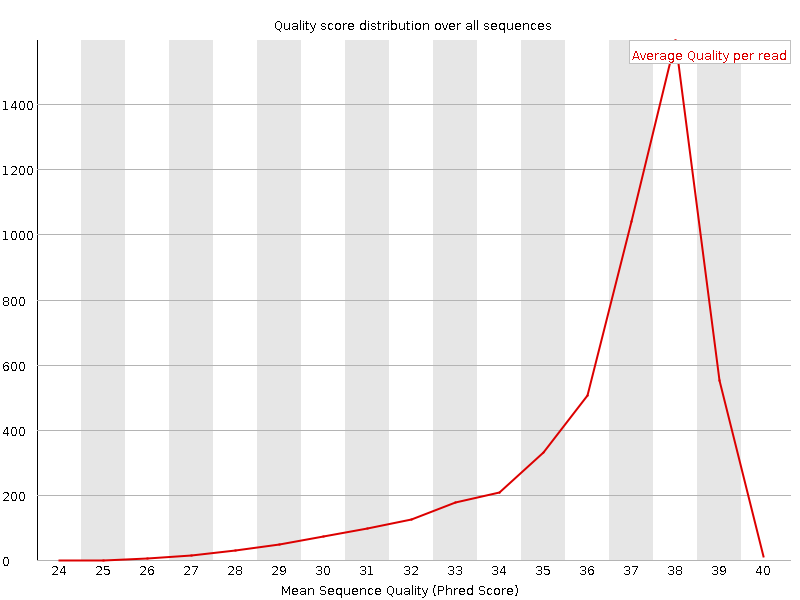 Quality score distribution over all sequences
Average Quality per read
1400
1200
1000
800
600
400
200
0
24 25 26 27 28 29 30 31 32 33 34 35 36 37 38 39 40
Mean Sequence Quality (Phred Score)